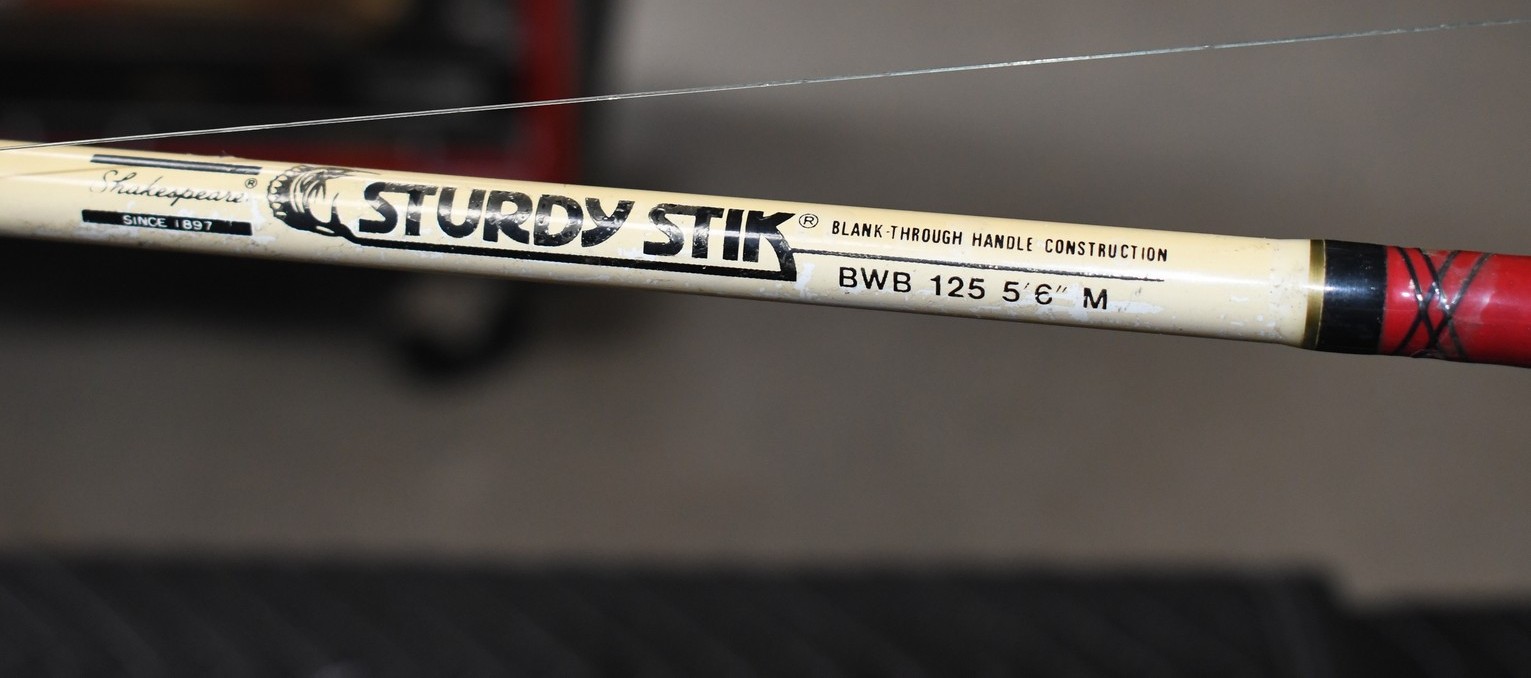 Shakespeare®
SINCE 1897
STURDY STIK®
BLANK-THROUGH HANDLE CONSTRUCTION
BWB 125 5'6" M